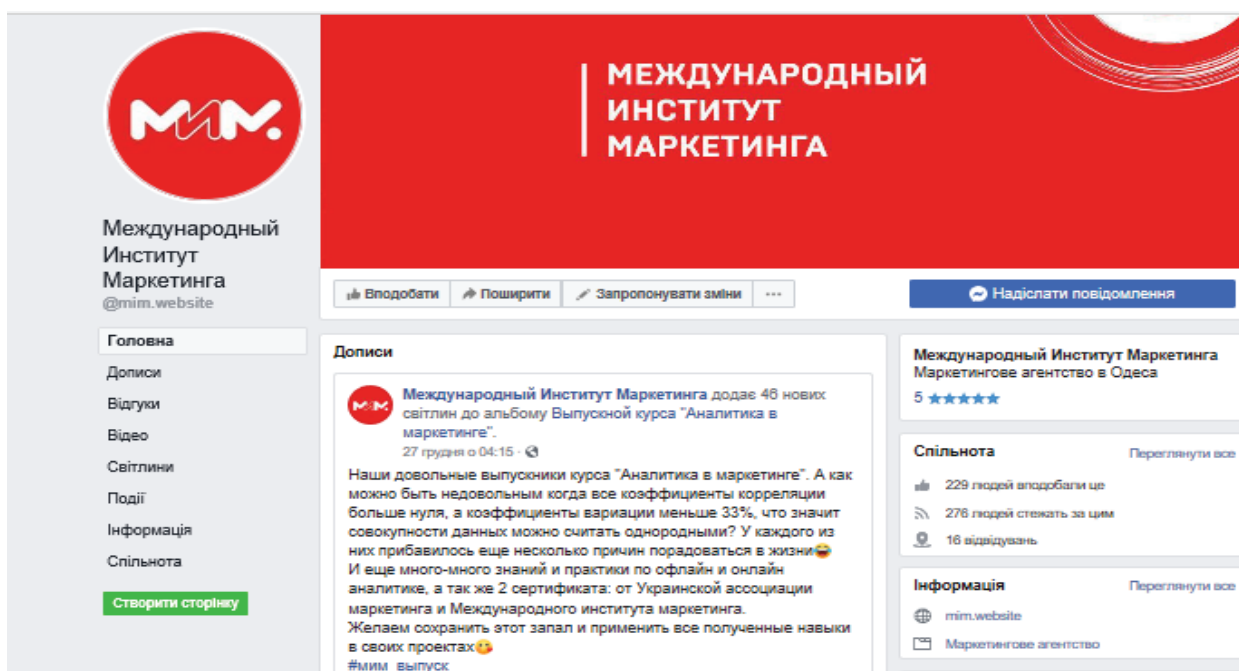 МИМ.
МЕЖДУНАРОДНЫЙ
ИНСТИТУТ
МАРКЕТИНГА
Международный
Институт
Маркетинга
@mim.website
Головна
Дописи
Відгуки
Відео
Світлини
Події
Інформація
Спільнота
Створити сторінку
Вподобати
Поширити
Запропонувати зміни
...
Надіслати повідомлення
Дописи
МИМ.
Международный Институт Маркетинга додає 46 нових
світлин до альбому Выпускной курса "Аналитика в
маркетинге".
27 грудня о 04:15 ·
Наши довольные выпускники курса "Аналитика в маркетинге". А как
можно быть недовольным когда все коэффициенты корреляции
больше нуля, а коэффициенты вариации меньше 33%, что значит
совокупности данных можно считать однородными? У каждого из
них прибавилось еще несколько причин порадоваться в жизни😂
И еще много-много знаний и практики по офлайн и онлайн
аналитике, а так же 2 сертификата: от Украинской ассоциации
маркетинга и Международного института маркетинга.
Желаем сохранить этот запал и применить все полученные навыки
в своих проектах😋
#мим_выпуск
Международный Институт Маркетинга
Маркетингове агентство в Одеса
5 ★★★★★
Спільнота
Переглянути все
229 людей вподобали це
276 людей стежать за цим
16 відвідувань
Інформація
Переглянути все
mim.website
Маркетингове агентство